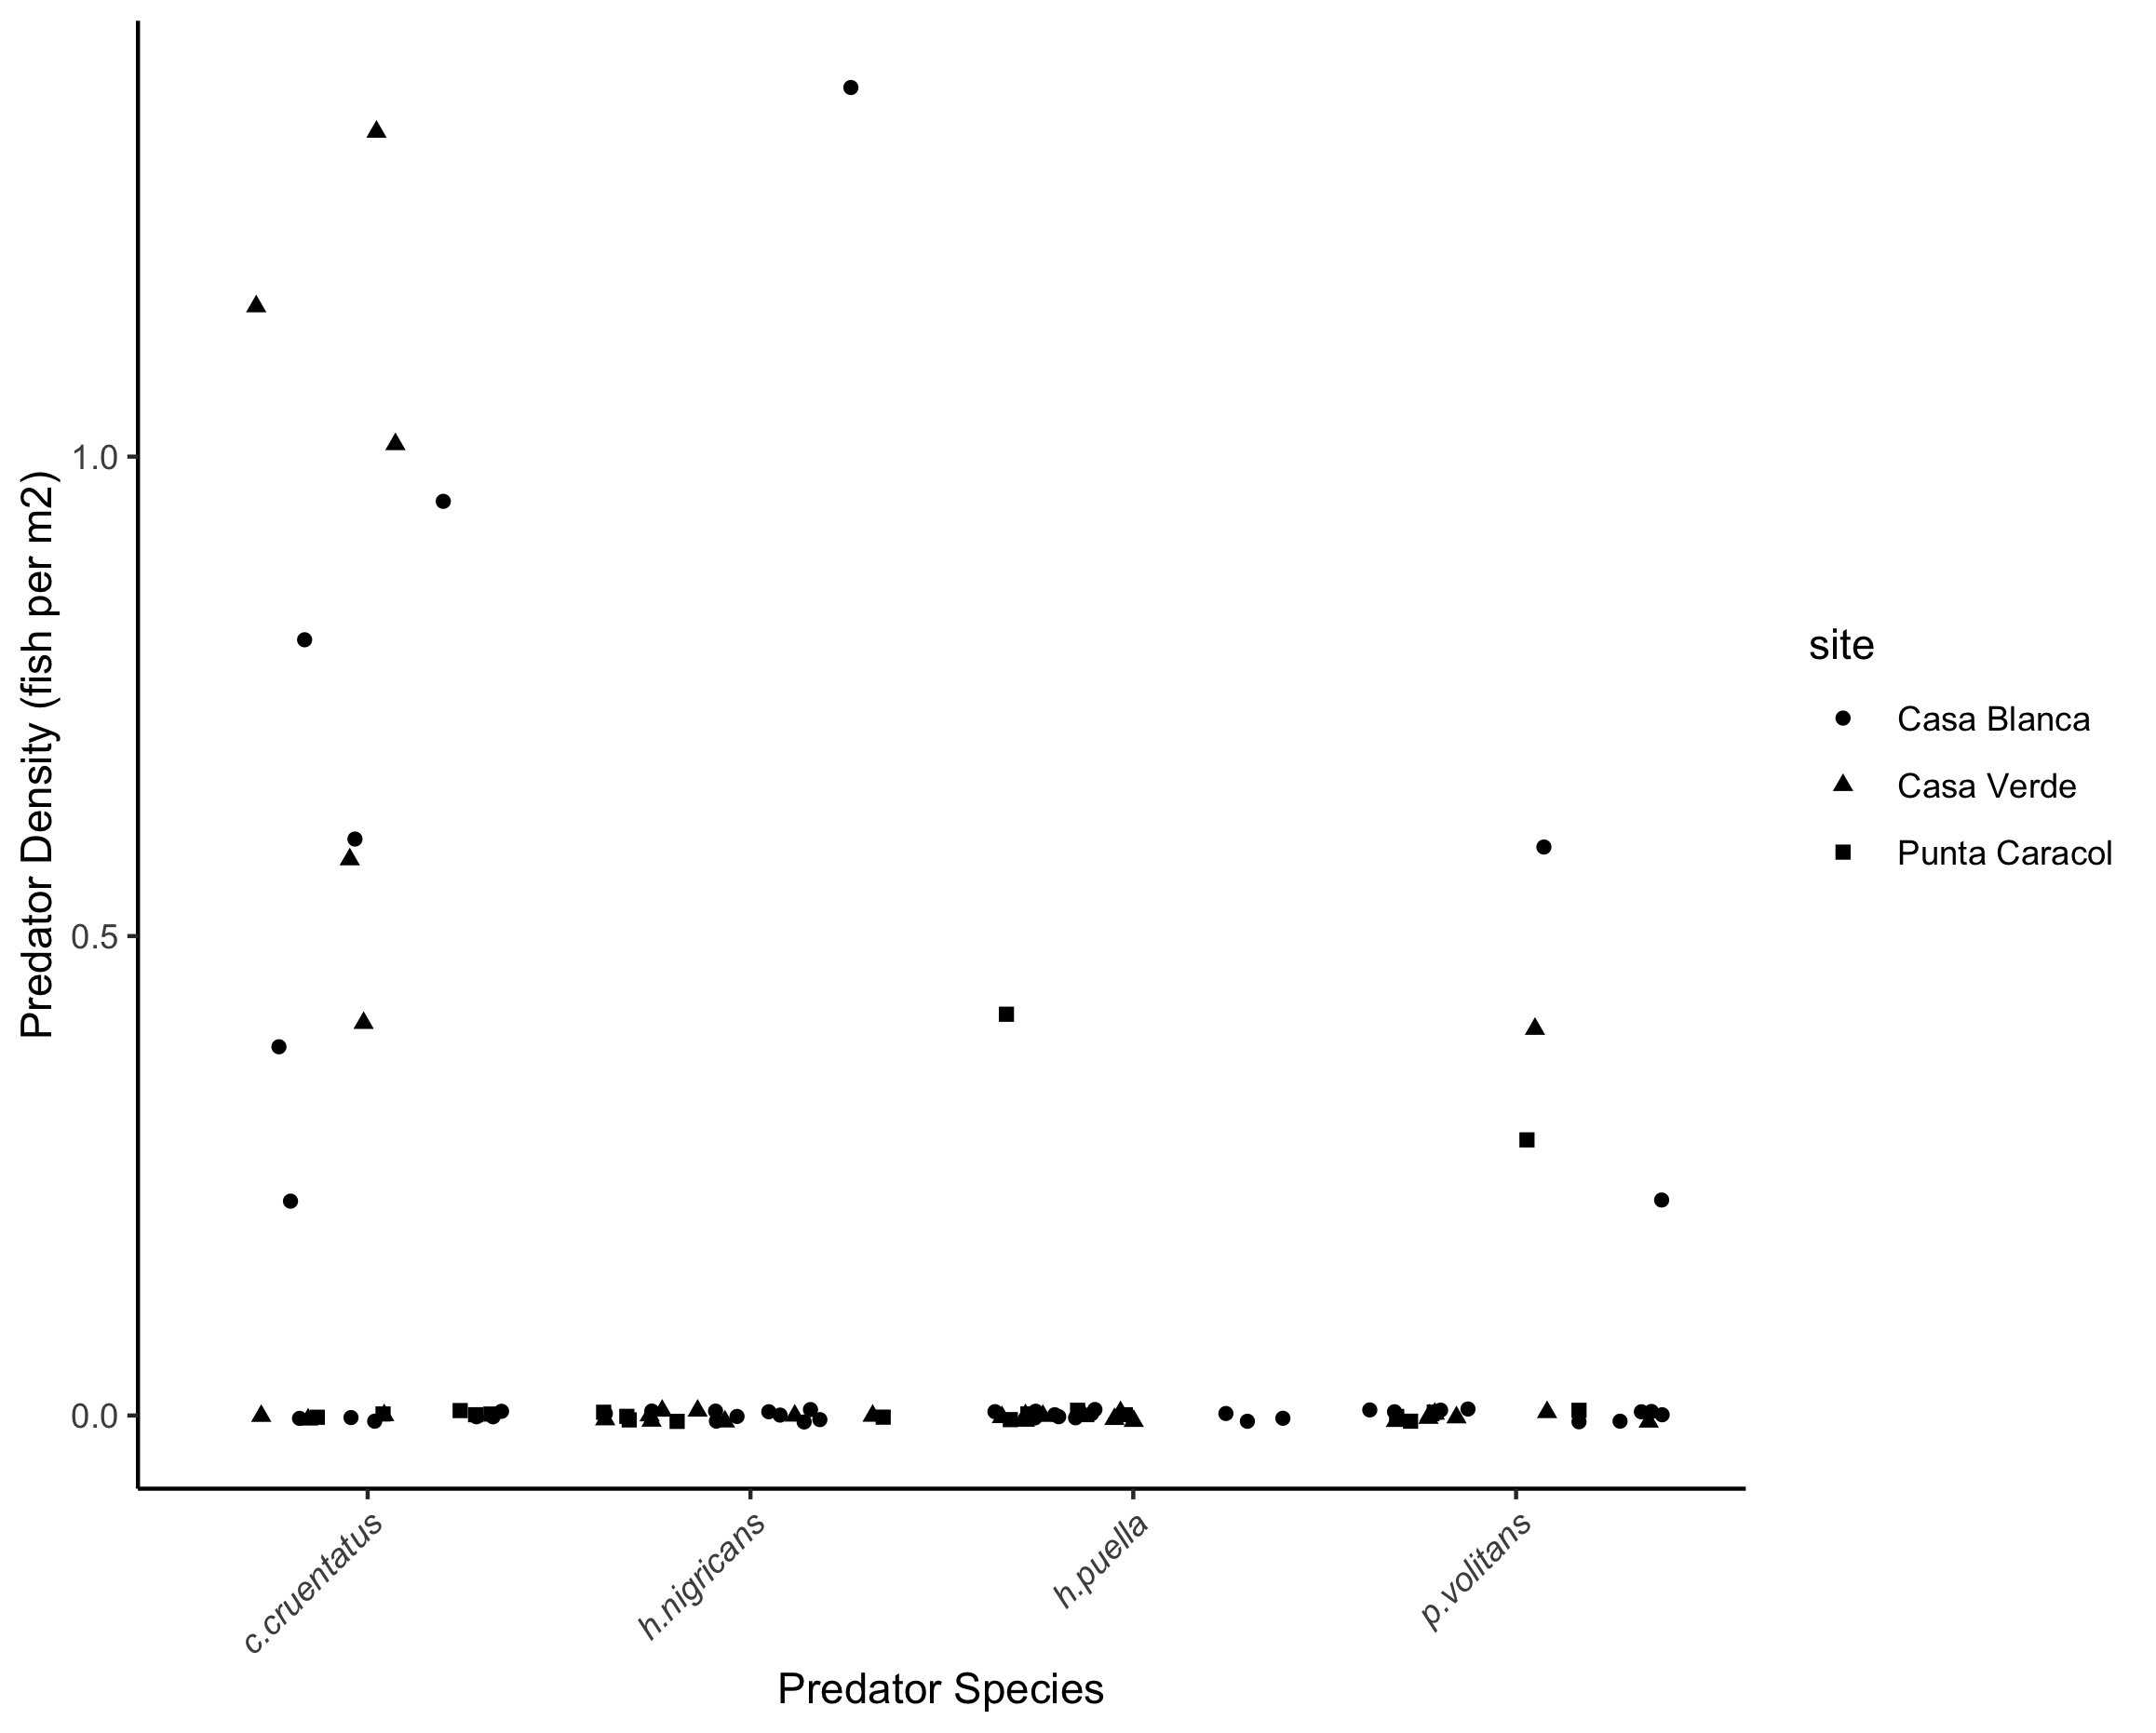 Predator Density (fish per m2)
1.0
0.5
0.0
c.cruentatus
h.nigricans
h.puella
p.volitans
Predator Species
site
Casa Blanca
Casa Verde
Punta Caracol